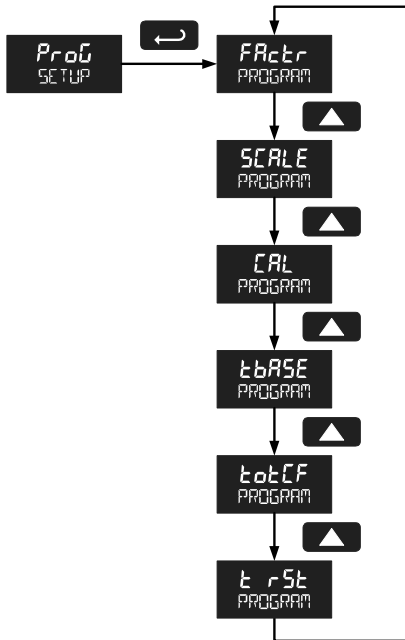 ProG
SETUP
FActr
PROGRAM
SCALE
PROGRAM
CAL
PROGRAM
tbASE
PROGRAM
totCF
PROGRAM
t rSt
PROGRAM